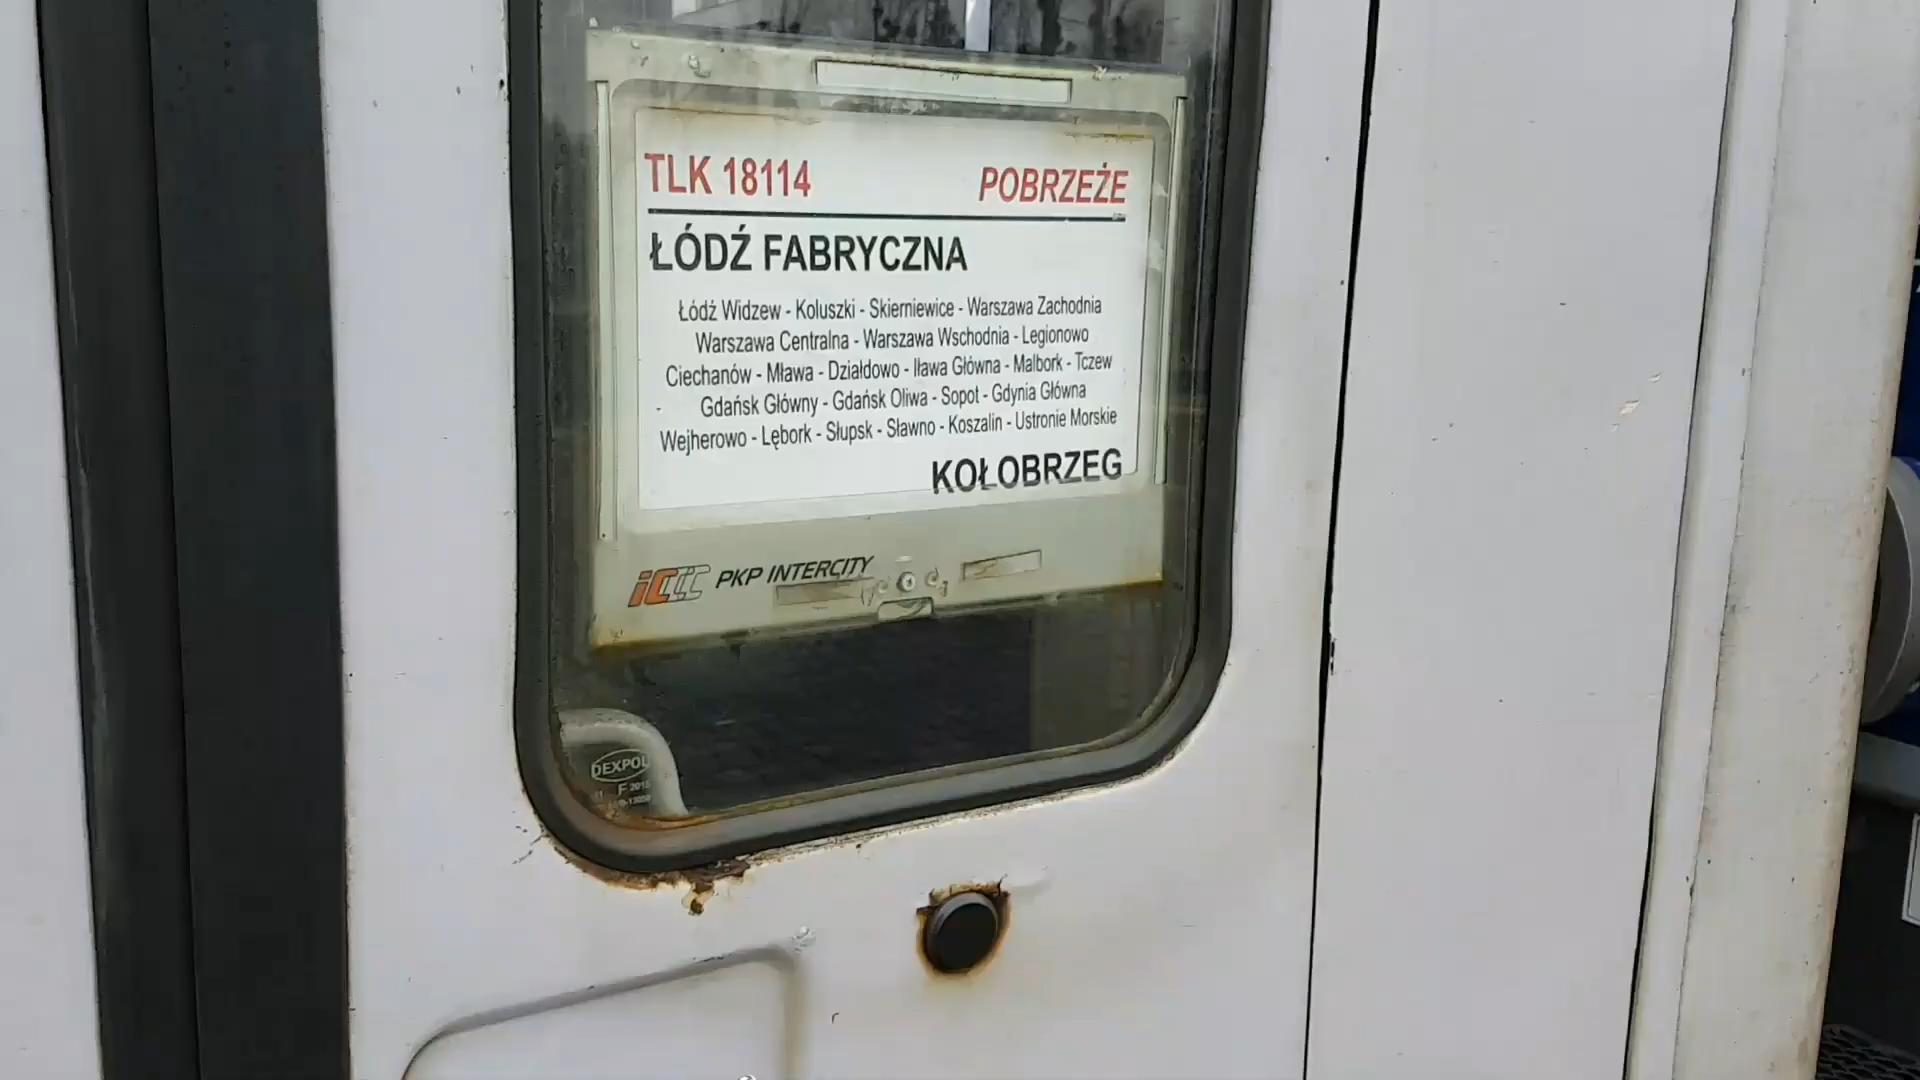 TLK 18114 POBRZEŻE
ŁÓDŹ FABRYCZNA
Łódź Widzew - Koluszki - Skierniewice - Warszawa Zachodnia
Warszawa Centralna - Warszawa Wschodnia - Legionowo
Ciechanów - Mława - Działdowo - Iława Główna - Malbork - Tczew
Gdańsk Główny - Gdańsk Oliwa - Sopot - Gdynia Główna
Wejherowo - Lębork - Słupsk - Sławno - Koszalin - Ustronie Morskie
KOŁOBRZEG
iCCC PKP INTERCITY
DEXPOL
F 2015